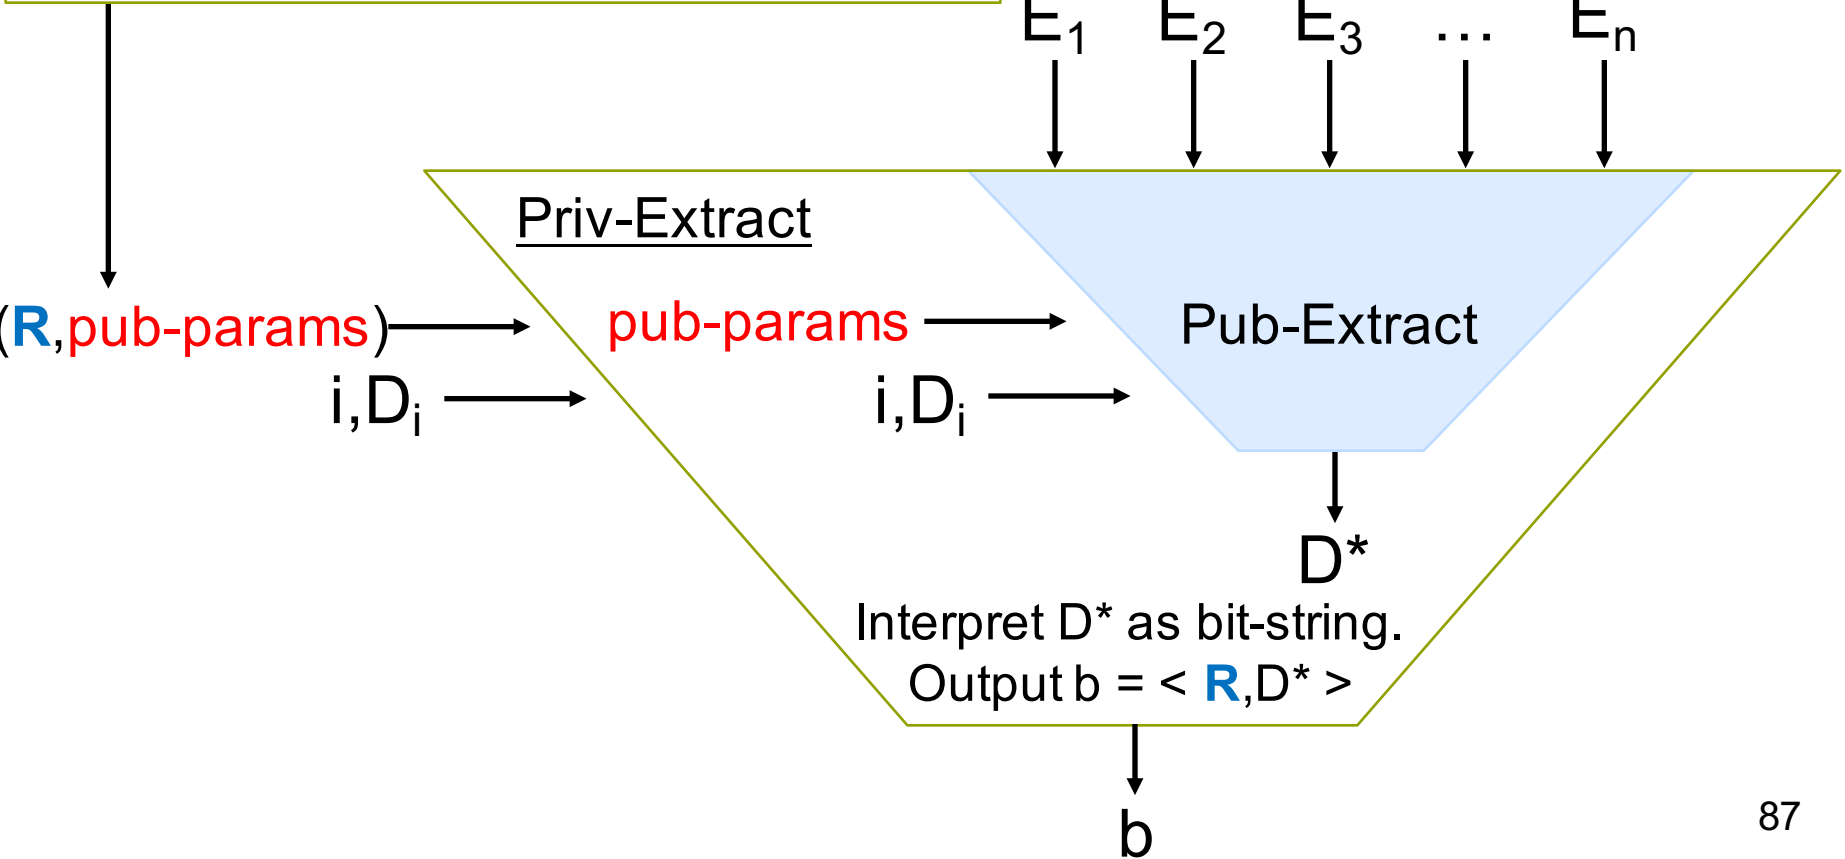 E₁ E₂ E₃ … Eₙ
Priv-Extract
(R,pub-params) pub-params Pub-Extract
i,Dᵢ i,Dᵢ
D*
Interpret D* as bit-string.
Output b = < R,D* >
b
87